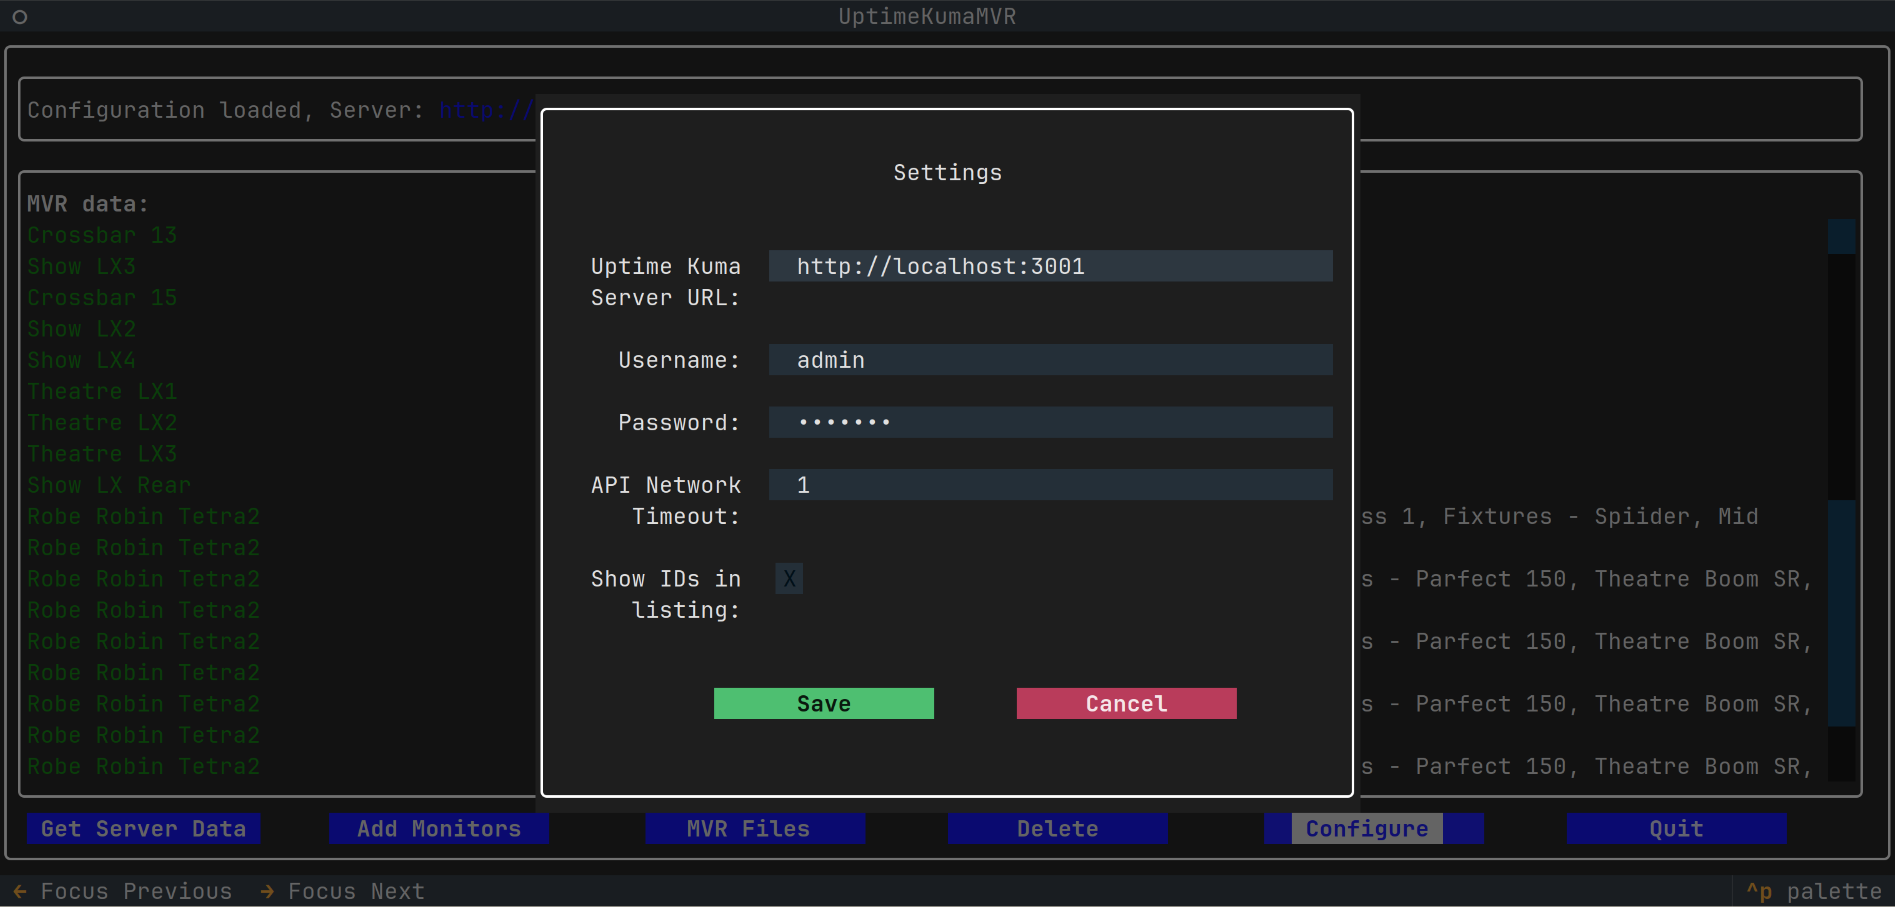 UptimeKumaMVR
Configuration loaded, Server: http://
Settings
Uptime Kuma Server URL: http://localhost:3001
Username: admin
Password: •••••••
API Network Timeout: 1
Show IDs in listing: X
Save Cancel
MVR data:
Crossbar 13
Show LX3
Crossbar 15
Show LX2
Show LX4
Theatre LX1
Theatre LX2
Theatre LX3
Show LX Rear
Robe Robin Tetra2 ss 1, Fixtures - Spiider, Mid
Robe Robin Tetra2
Robe Robin Tetra2 s - Parfect 150, Theatre Boom SR,
Robe Robin Tetra2
Robe Robin Tetra2 s - Parfect 150, Theatre Boom SR,
Robe Robin Tetra2
Robe Robin Tetra2 s - Parfect 150, Theatre Boom SR,
Robe Robin Tetra2
Robe Robin Tetra2 s - Parfect 150, Theatre Boom SR,
Get Server Data Add Monitors MVR Files Delete Configure Quit
← Focus Previous → Focus Next ^p palette